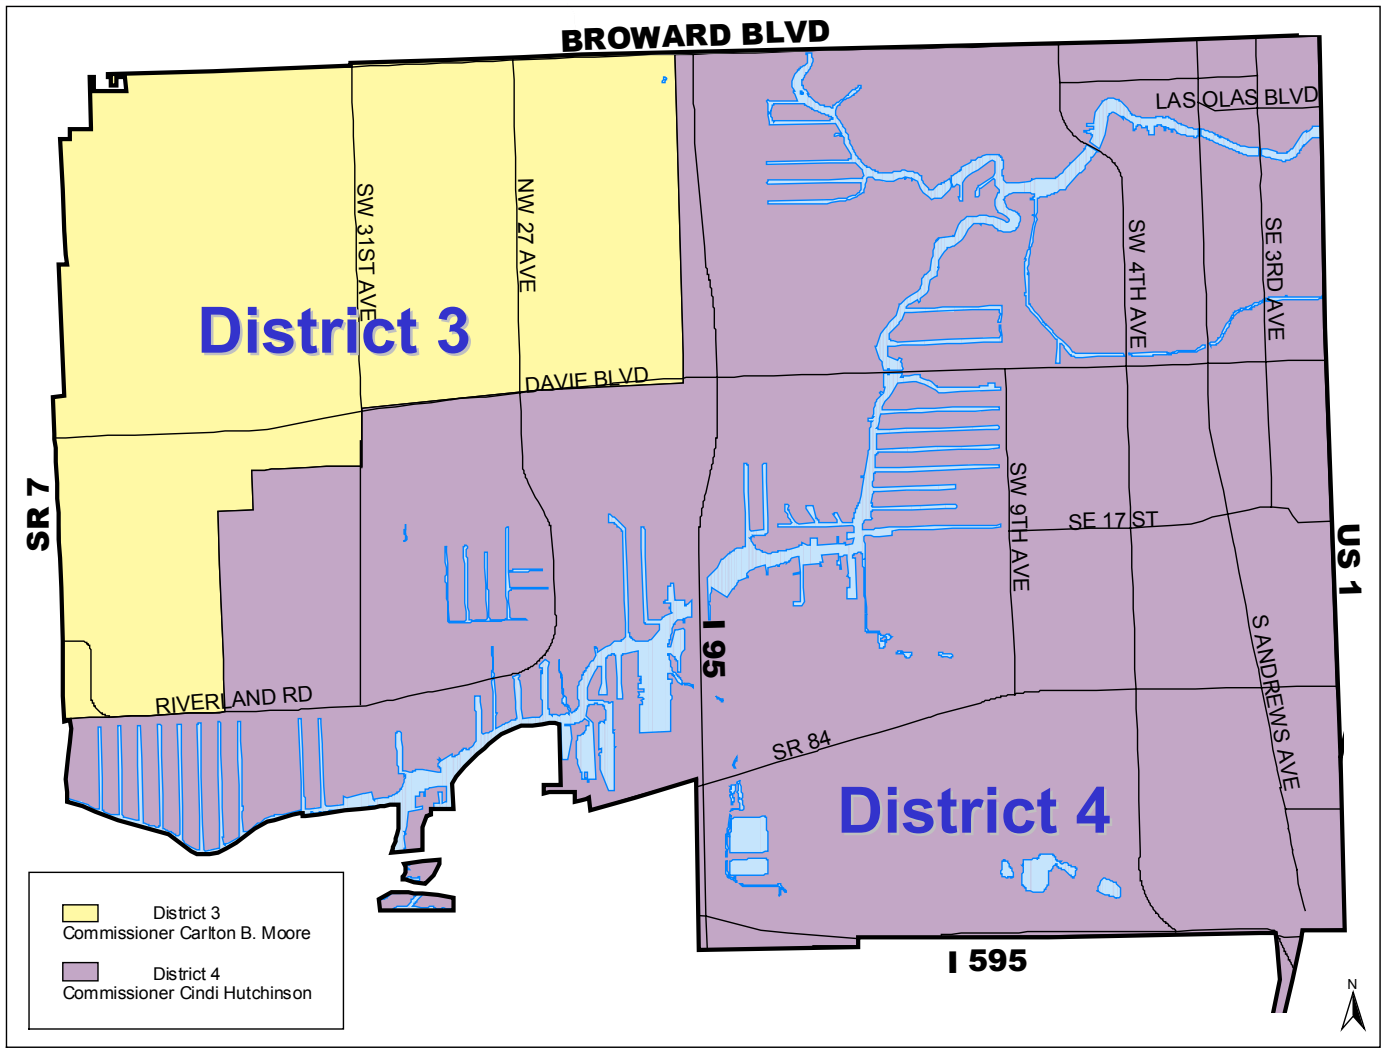 BROWARD BLVD
LAS OLAS BLVD
SW 31ST AVE
NW 27 AVE
SW 4TH AVE
SE 3RD AVE
District 3
DAVIE BLVD
SR 7
SW 9TH AVE
SE 17 ST
US 1
I 95
S ANDREWS AVE
RIVERLAND RD
SR 84
District 4
District 3
Commissioner Carlton B. Moore
District 4
Commissioner Cindi Hutchinson
I 595
N